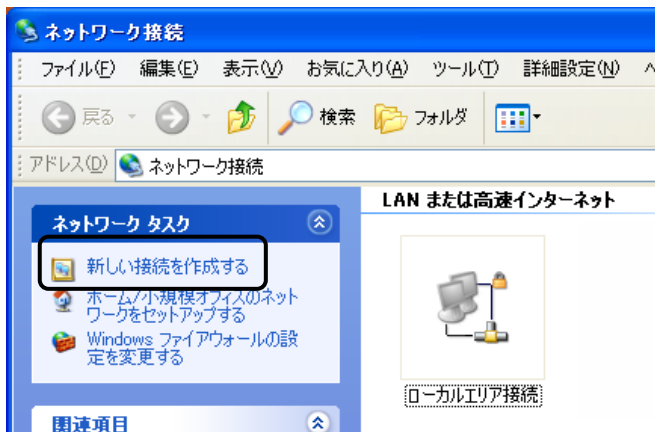 ネットワーク接続
ファイル(F) 編集(E) 表示(V) お気に入り(A) ツール(T) 詳細設定(N) ヘ
戻る 検索 フォルダ
アドレス(D) ネットワーク接続
ネットワーク タスク
新しい接続を作成する
ホーム/小規模オフィスのネット
ワークをセットアップする
Windows ファイアウォールの設
定を変更する
関連項目
LAN または高速インターネット
ローカル エリア接続